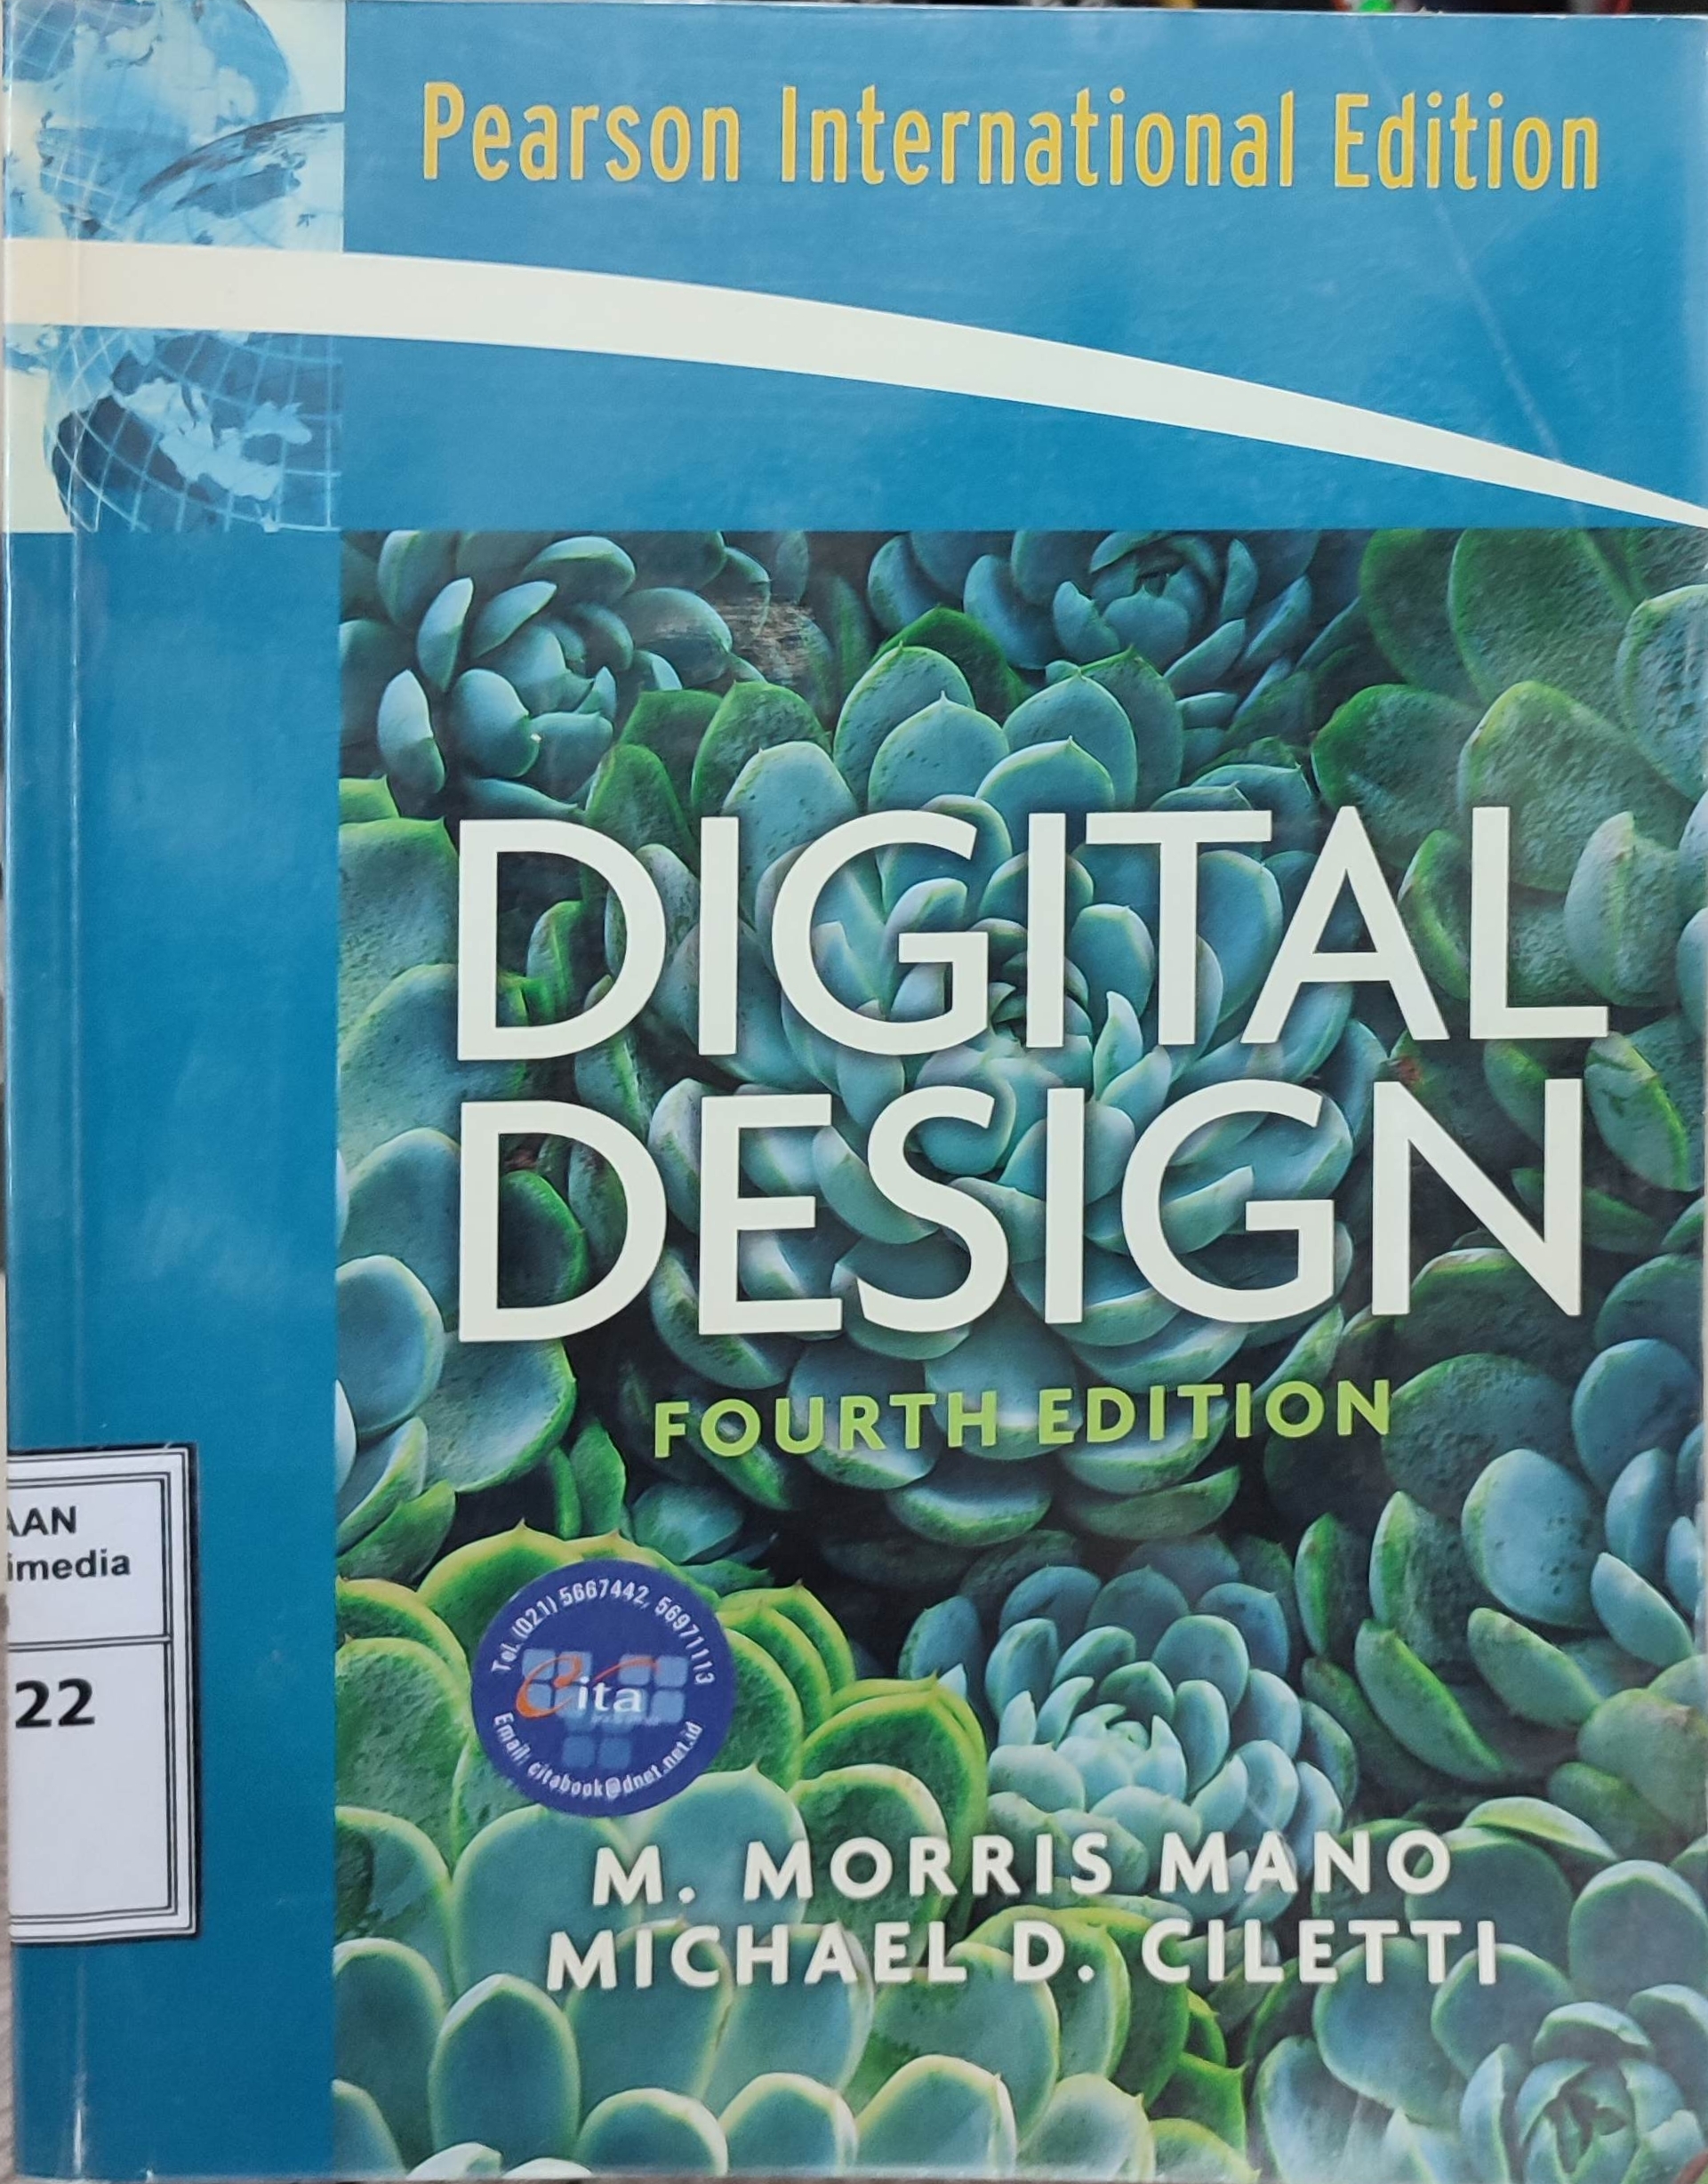 Pearson International Edition
DIGITAL
DESIGN
FOURTH EDITION
AAN
imedia
22
Tel. (021) 5667442, 56971113
Cita
Email: citabook@dnet.net.id
M. MORRIS MANO
MICHAEL D. CILETTI